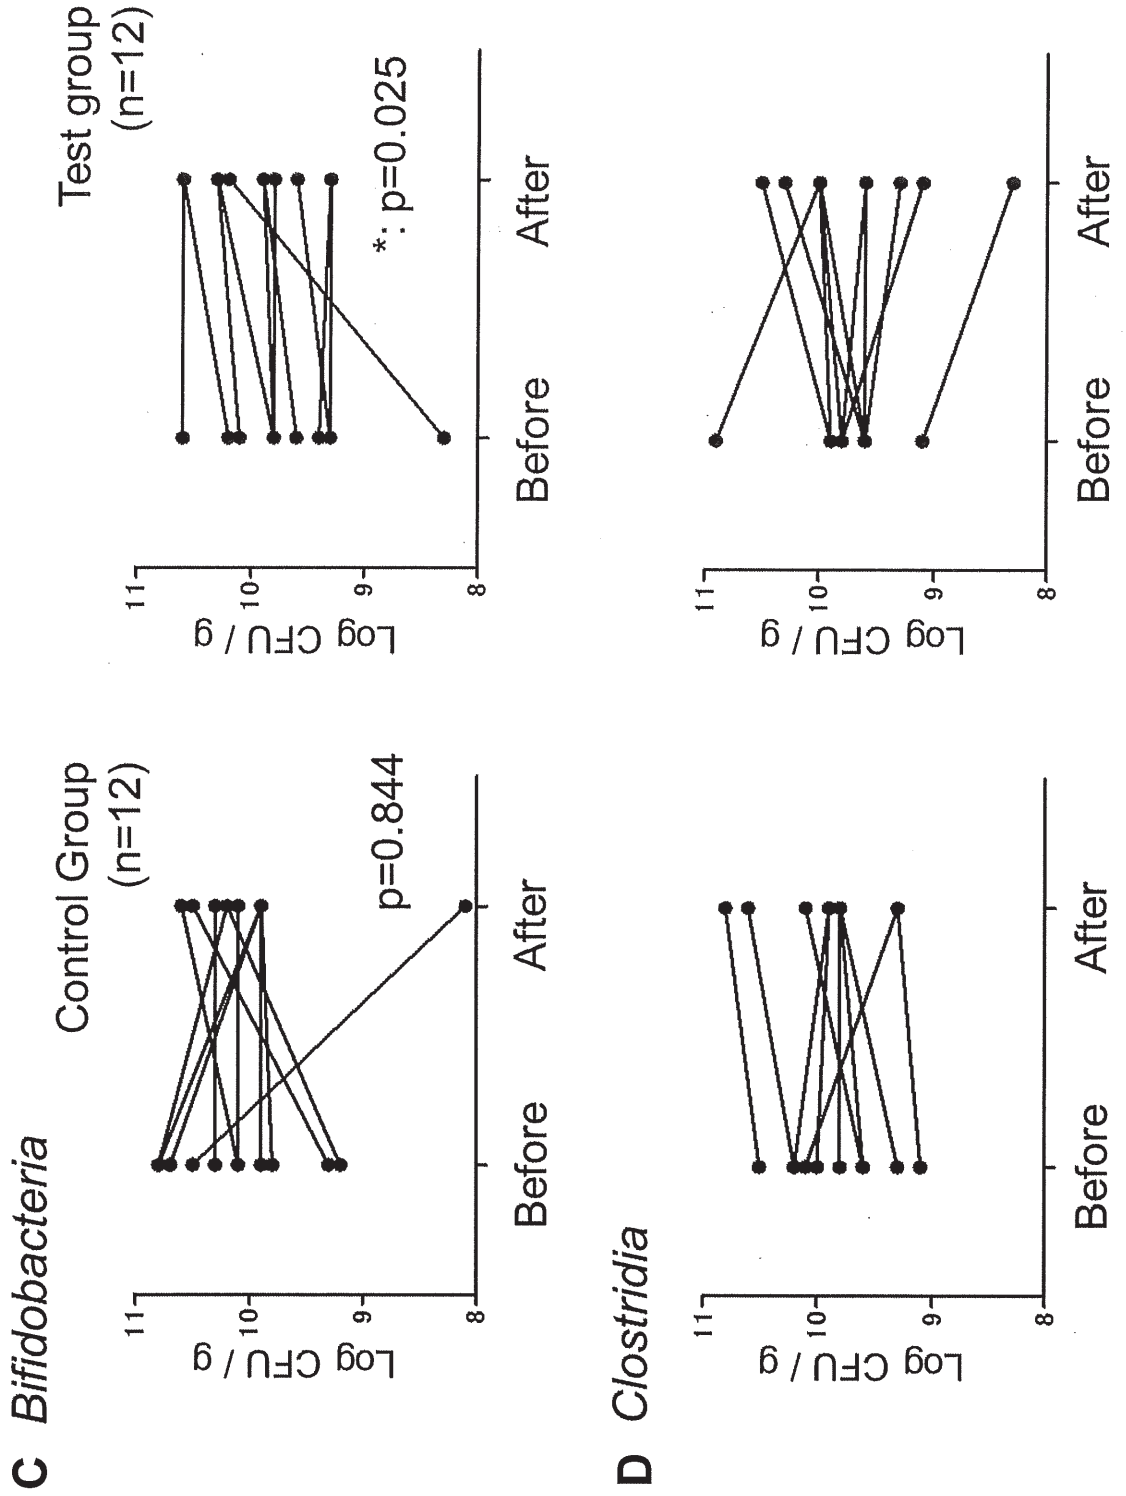 C Bifidobacteria
Control Group
(n=12)
Test group
(n=12)
Log CFU / g
11
10
9
8
Before
After
p=0.844
Log CFU / g
11
10
9
8
Before
After
*: p=0.025
D Clostridia
Log CFU / g
11
10
9
8
Before
After
Log CFU / g
11
10
9
8
Before
After